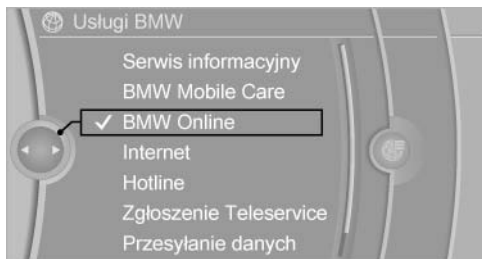 Usługi BMW
Serwis informacyjny
BMW Mobile Care
BMW Online
Internet
Hotline
Zgłoszenie Teleservice
Przesyłanie danych